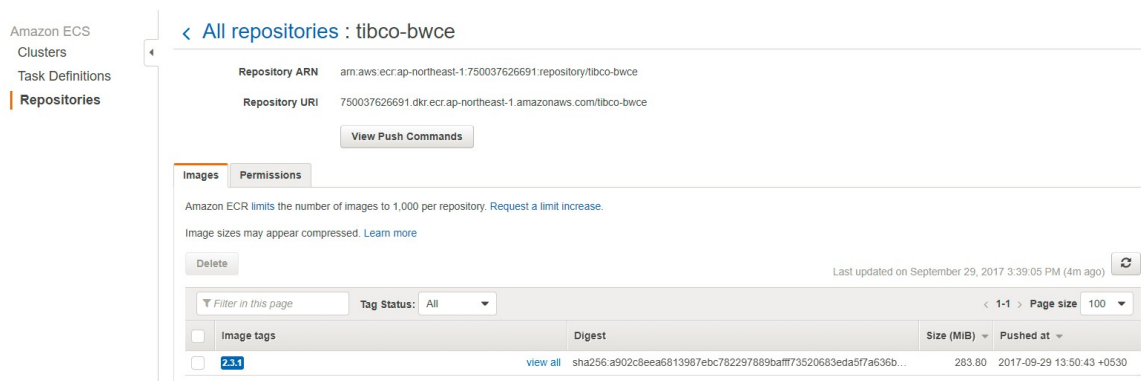 Amazon ECS
Clusters
Task Definitions
Repositories
All repositories : tibco-bwce
Repository ARN arn:aws:ecr:ap-northeast-1:750037626691:repository/tibco-bwce
Repository URI 750037626691.dkr.ecr.ap-northeast-1.amazonaws.com/tibco-bwce
View Push Commands
Images Permissions
Amazon ECR limits the number of images to 1,000 per repository. Request a limit increase.
Image sizes may appear compressed. Learn more
Delete
Last updated on September 29, 2017 3:39:05 PM (4m ago)
Filter in this page Tag Status: All < 1-1 > Page size 100
Image tags Digest Size (MiB) Pushed at
2.3.1 view all sha256:a902c8eea6813987ebc782297889bafff73520683eda5f7a636b... 283.80 2017-09-29 13:50:43 +0530